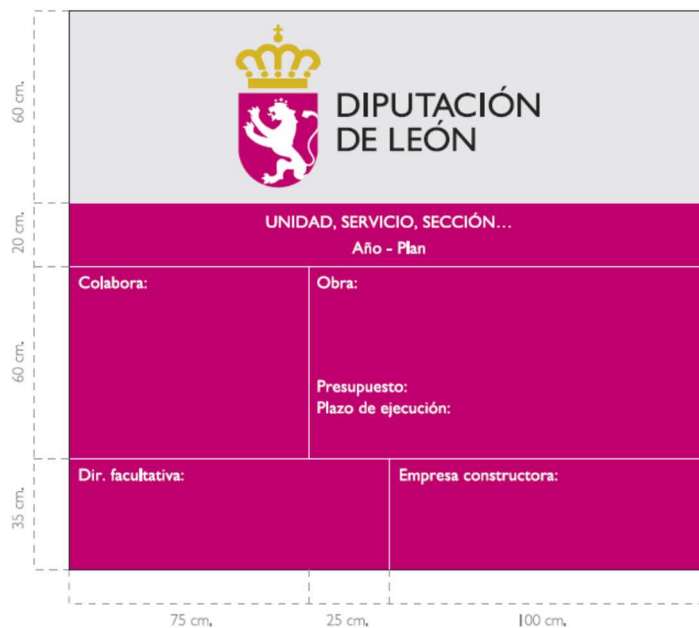 60 cm.
DIPUTACIÓN
DE LEÓN
20 cm.
UNIDAD, SERVICIO, SECCIÓN...
Año - Plan
60 cm.
Colabora:
Obra:
Presupuesto:
Plazo de ejecución:
35 cm.
Dir. facultativa:
Empresa constructora:
75 cm.
25 cm.
100 cm.